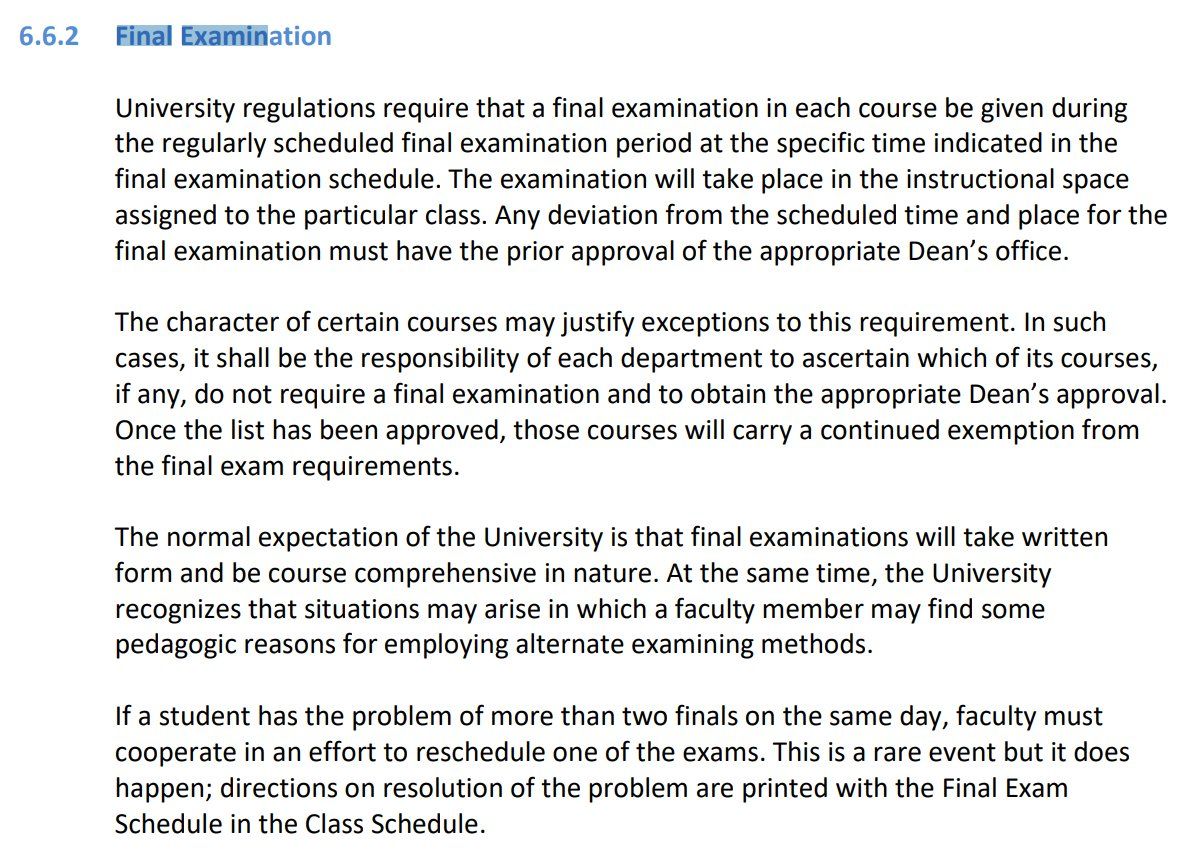 6.6.2 Final Examination
University regulations require that a final examination in each course be given during
the regularly scheduled final examination period at the specific time indicated in the
final examination schedule. The examination will take place in the instructional space
assigned to the particular class. Any deviation from the scheduled time and place for the
final examination must have the prior approval of the appropriate Dean’s office.
The character of certain courses may justify exceptions to this requirement. In such
cases, it shall be the responsibility of each department to ascertain which of its courses,
if any, do not require a final examination and to obtain the appropriate Dean’s approval.
Once the list has been approved, those courses will carry a continued exemption from
the final exam requirements.
The normal expectation of the University is that final examinations will take written
form and be course comprehensive in nature. At the same time, the University
recognizes that situations may arise in which a faculty member may find some
pedagogic reasons for employing alternate examining methods.
If a student has the problem of more than two finals on the same day, faculty must
cooperate in an effort to reschedule one of the exams. This is a rare event but it does
happen; directions on resolution of the problem are printed with the Final Exam
Schedule in the Class Schedule.